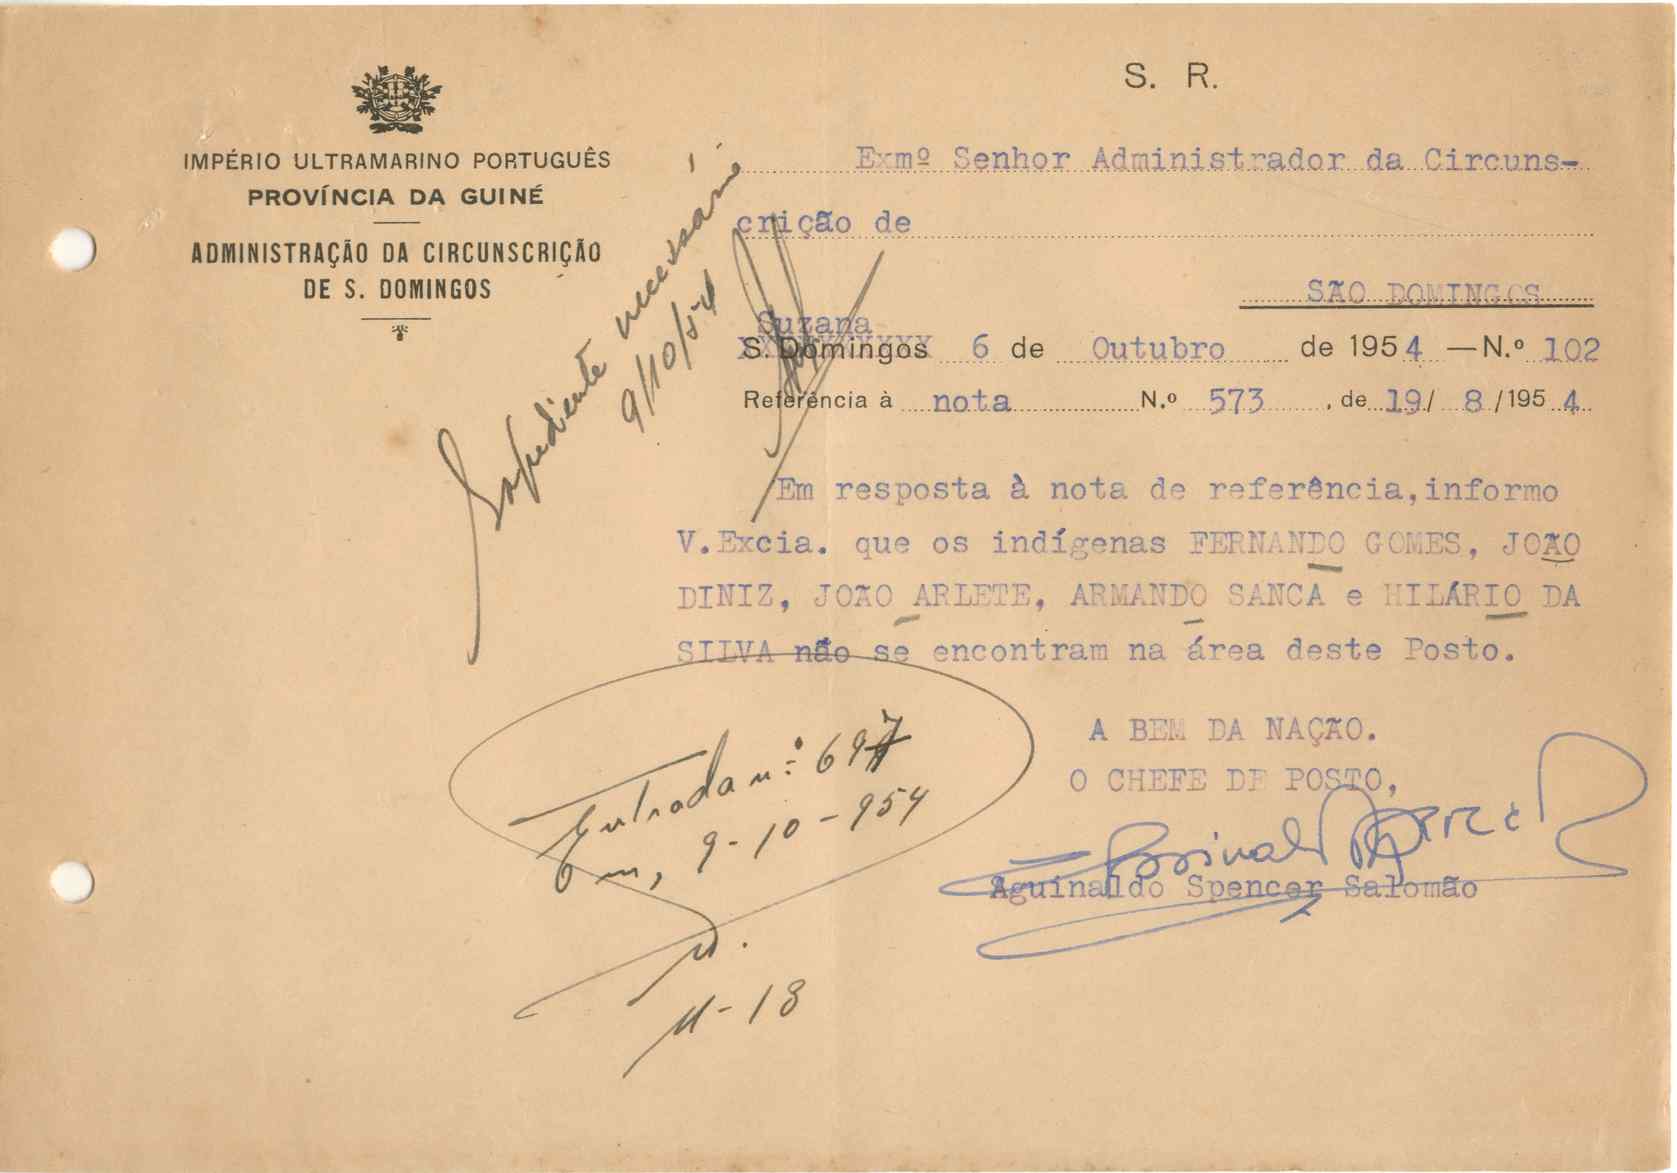 S. R.
IMPÉRIO ULTRAMARINO PORTUGUÊS
PROVÍNCIA DA GUINÉ
ADMINISTRAÇÃO DA CIRCUNSCRIÇÃO
DE S. DOMINGOS
Exmº Senhor Administrador da Circuns-
crição de
SÃO DOMINGOS
Suzana
S. Domingos 6 de Outubro de 1954 — N.º 102
Referência à nota N.º 573, de 19/ 8 /1954
Expediente necessário
9/10/54
Em resposta à nota de referência, informo
V.Excia. que os indígenas FERNANDO GOMES, JOÃO
DINIZ, JOÃO ARLETE, ARMANDO SANCA e HILÁRIO DA
SILVA não se encontram na área deste Posto.
A BEM DA NAÇÃO.
O CHEFE DE POSTO,
Aguinaldo Spencer Salomão
Entrada n.º 697
Em, 9-10-954
M-13